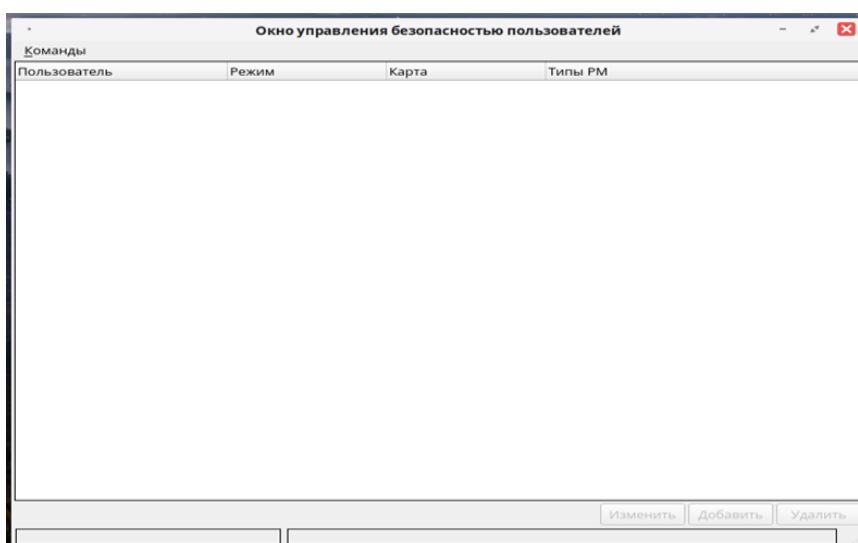 Окно управления безопасностью пользователей
Команды
Пользователь Режим Карта Типы РМ
Изменить Добавить Удалить